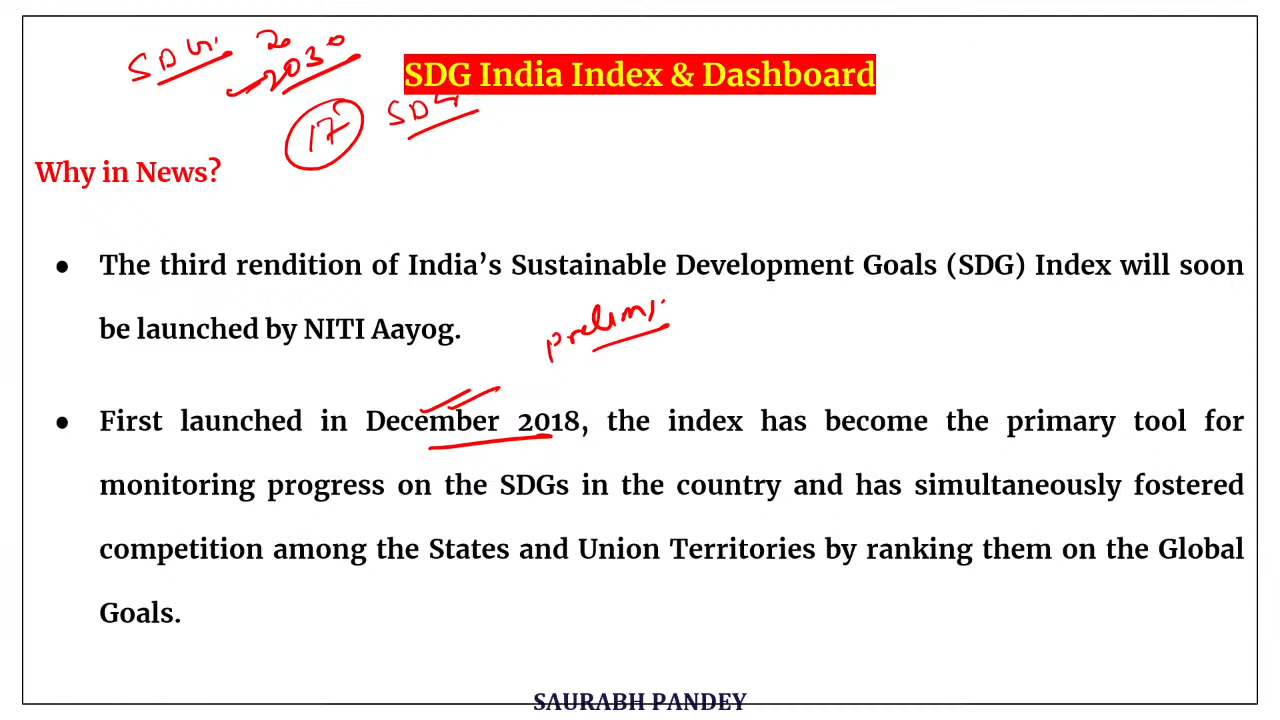 SDG.
2030
SDG India Index & Dashboard
17 SDG
Why in News?
● The third rendition of India’s Sustainable Development Goals (SDG) Index will soon
be launched by NITI Aayog.
prelims.
● First launched in December 2018, the index has become the primary tool for
monitoring progress on the SDGs in the country and has simultaneously fostered
competition among the States and Union Territories by ranking them on the Global
Goals.
SAURABH PANDEY